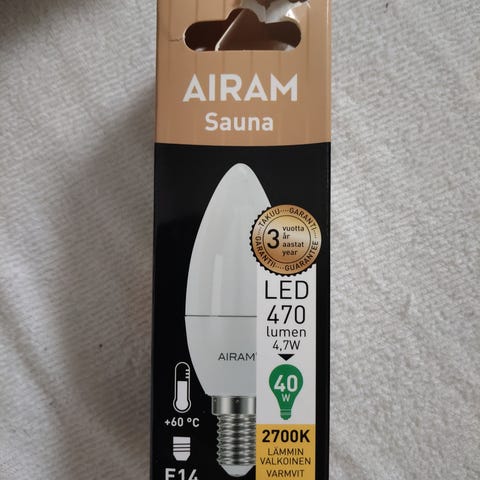 AIRAM
Sauna
TAKUU GARANTI
3 vuotta
år
aastat
year
GARANTII GUARANTEE
LED
470
lumen
4,7W
AIRAM
40
W
+60 °C
2700K
LÄMMIN
VALKOINEN
VARMVIT
E14